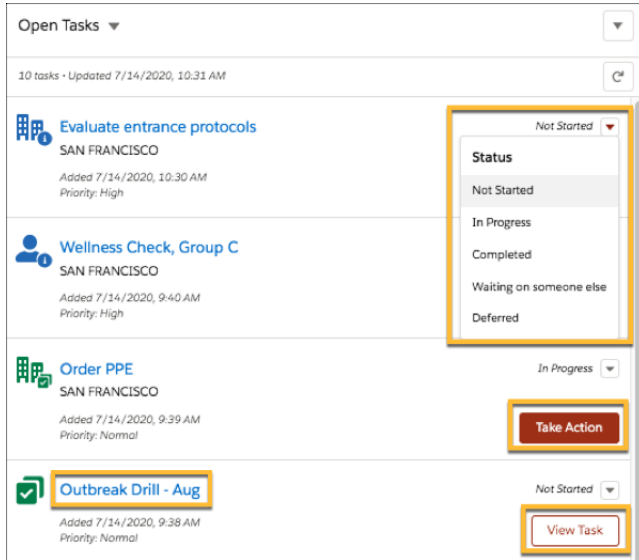 Open Tasks
10 tasks • Updated 7/14/2020, 10:31 AM
Evaluate entrance protocols
SAN FRANCISCO
Added 7/14/2020, 10:30 AM
Priority: High
Not Started
Status
Not Started
In Progress
Completed
Waiting on someone else
Deferred
Wellness Check, Group C
SAN FRANCISCO
Added 7/14/2020, 9:40 AM
Priority: High
Order PPE
SAN FRANCISCO
Added 7/14/2020, 9:39 AM
Priority: Normal
In Progress
Take Action
Outbreak Drill - Aug
Added 7/14/2020, 9:38 AM
Priority: Normal
Not Started
View Task